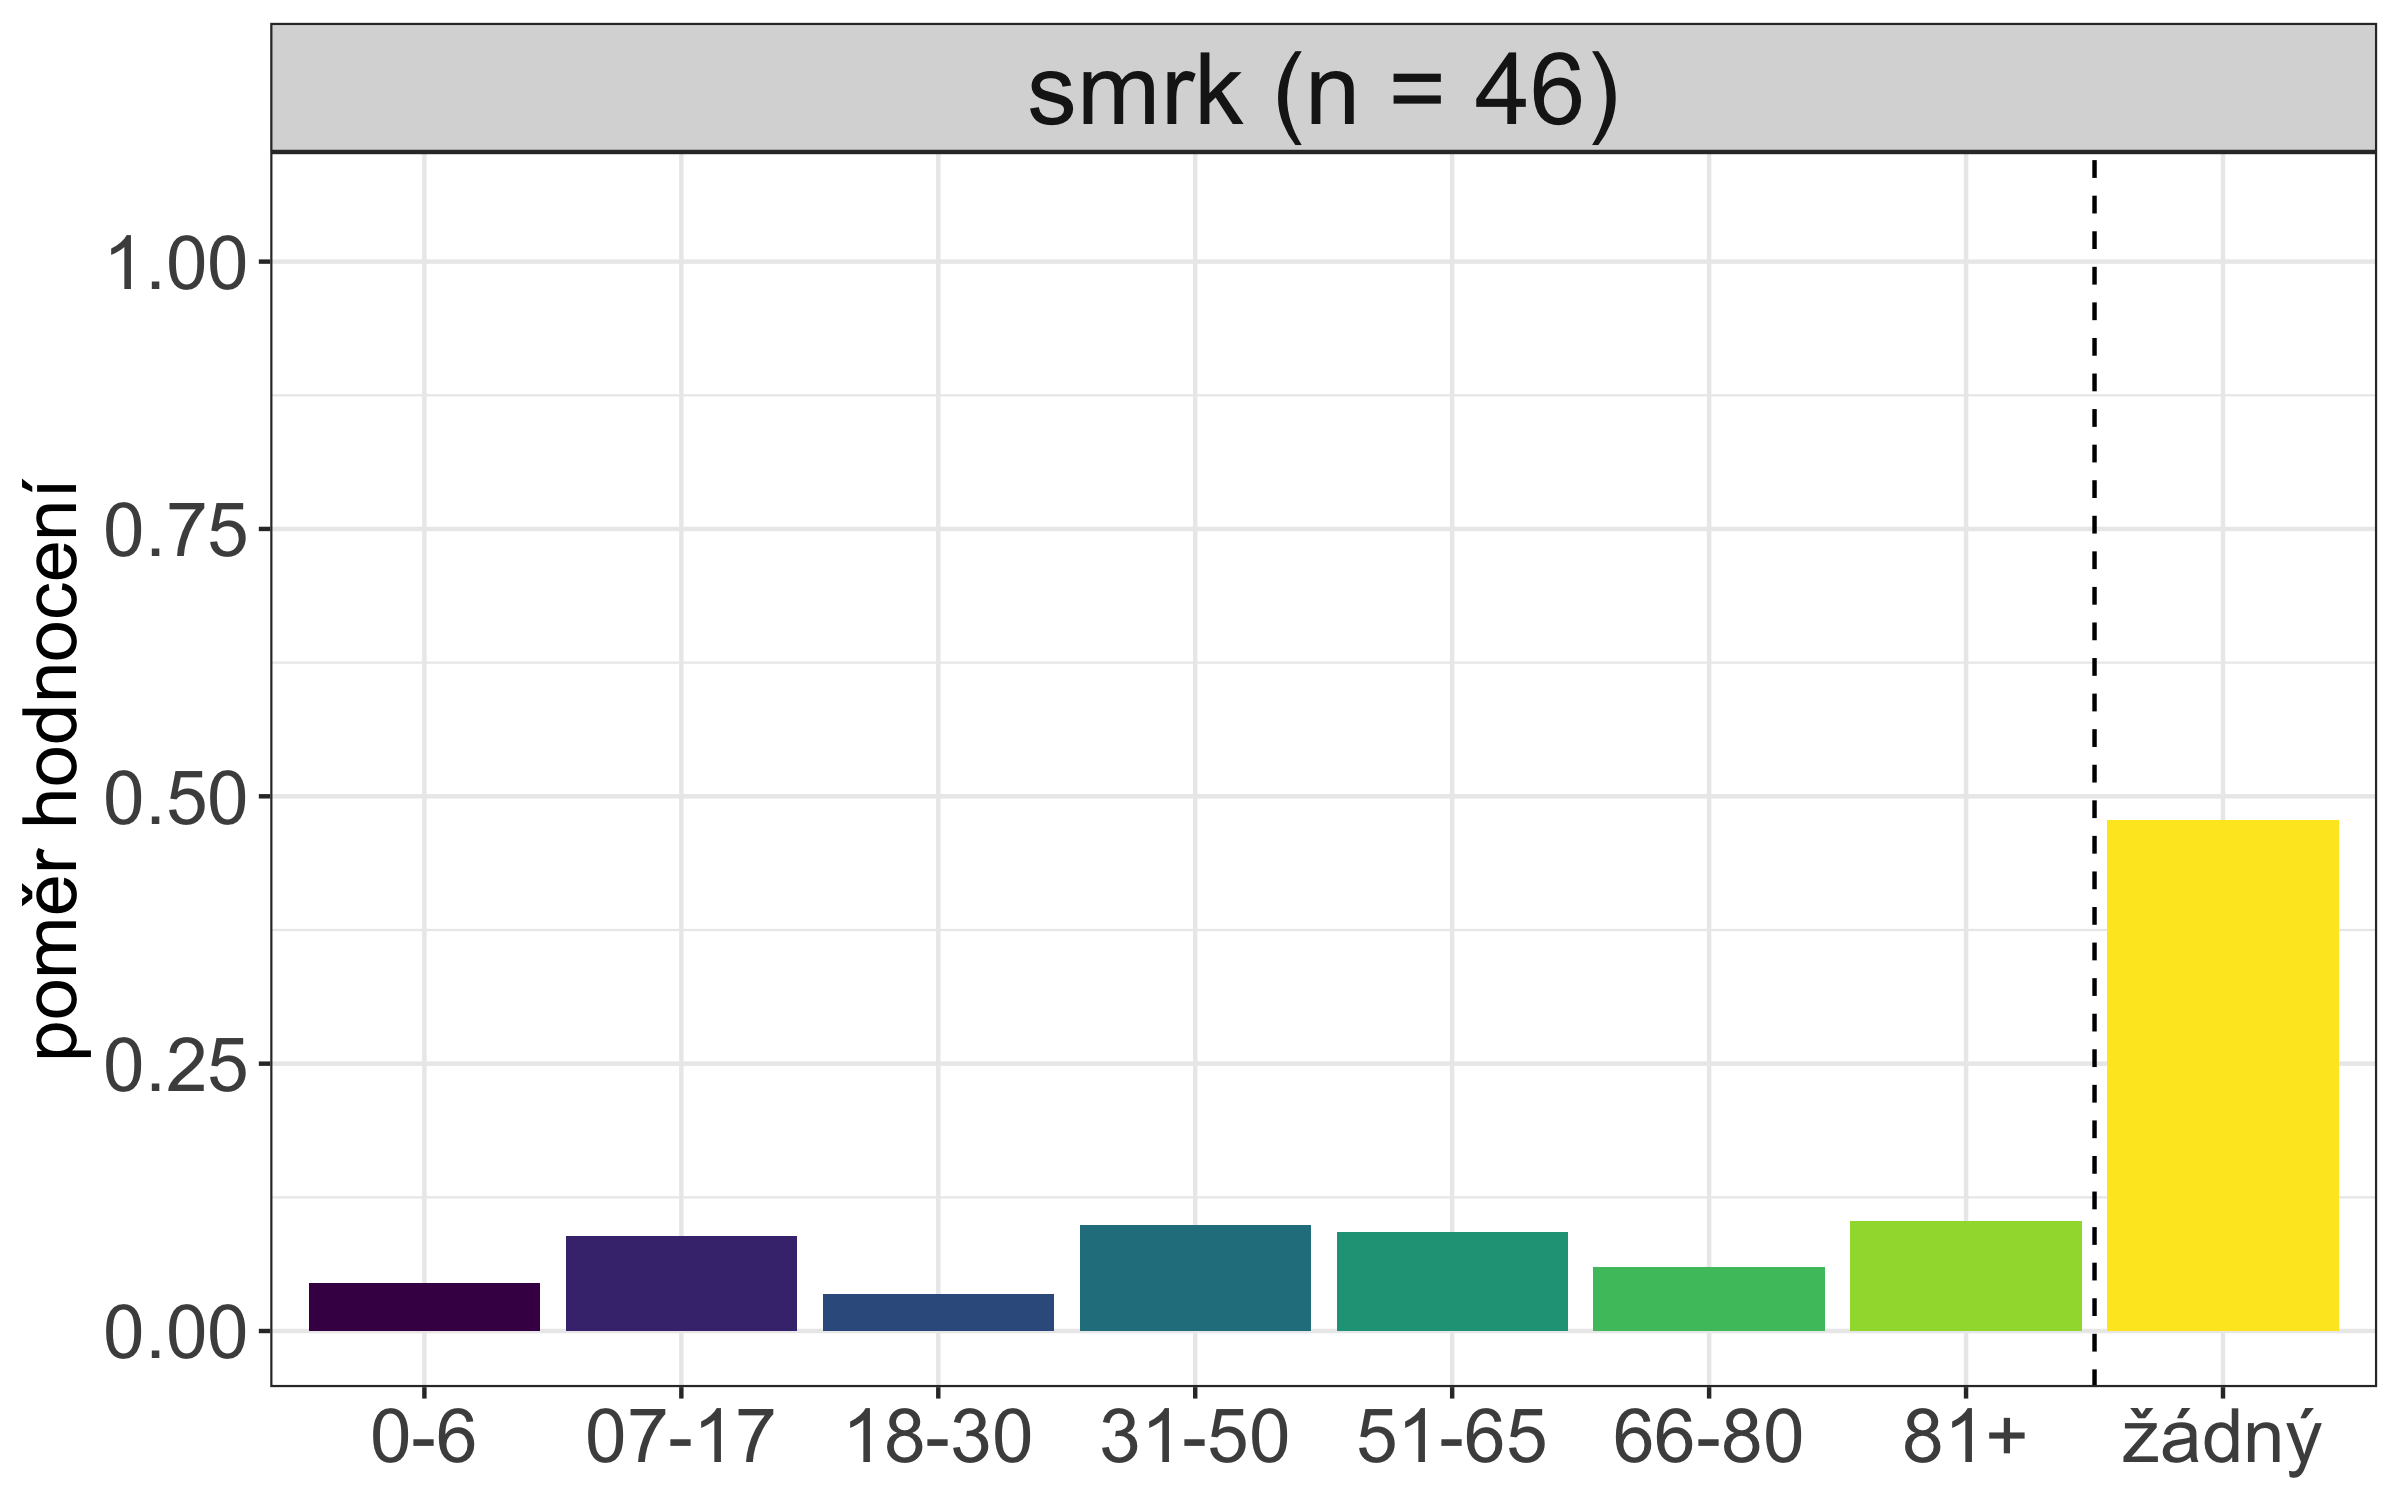 smrk (n = 46)
poměr hodnocení
1.00
0.75
0.50
0.25
0.00
0-6 07-17 18-30 31-50 51-65 66-80 81+ žádný